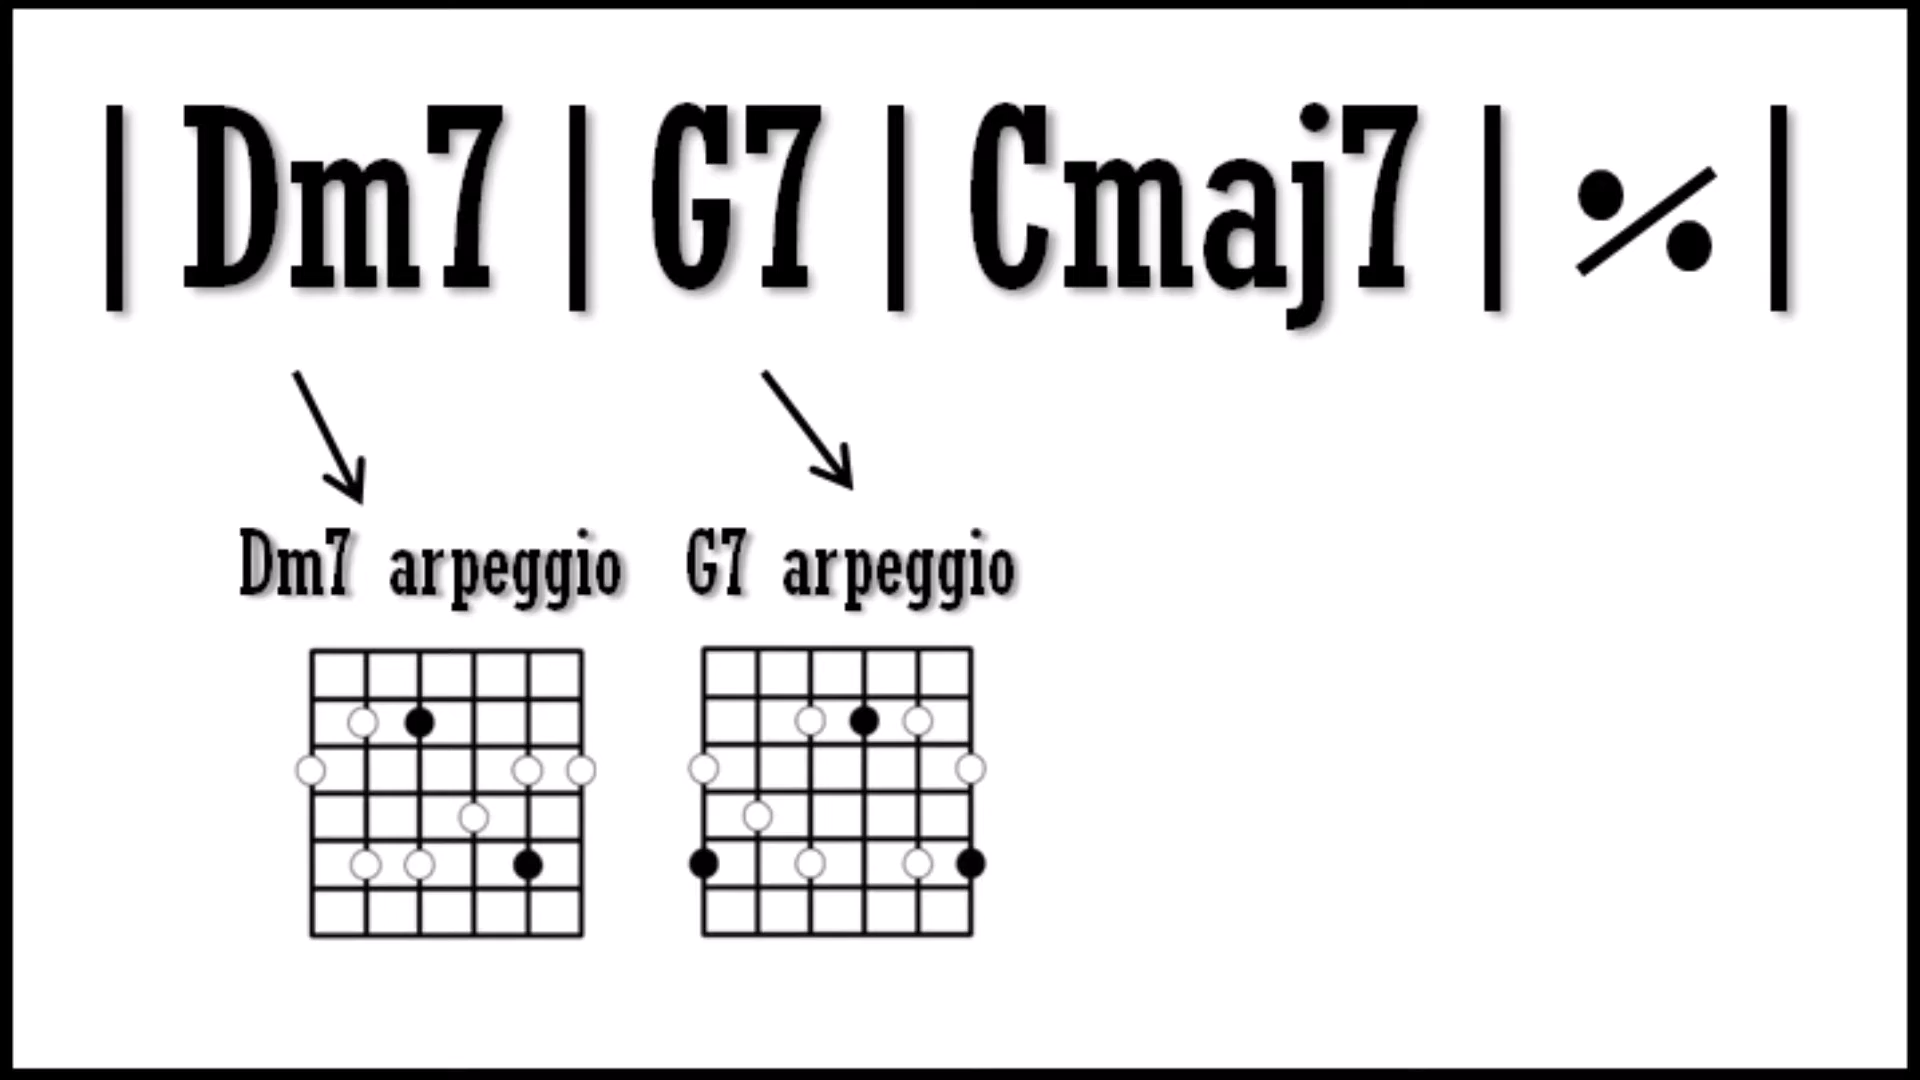 | Dm7 | G7 | Cmaj7 | % |
Dm7 arpeggio G7 arpeggio